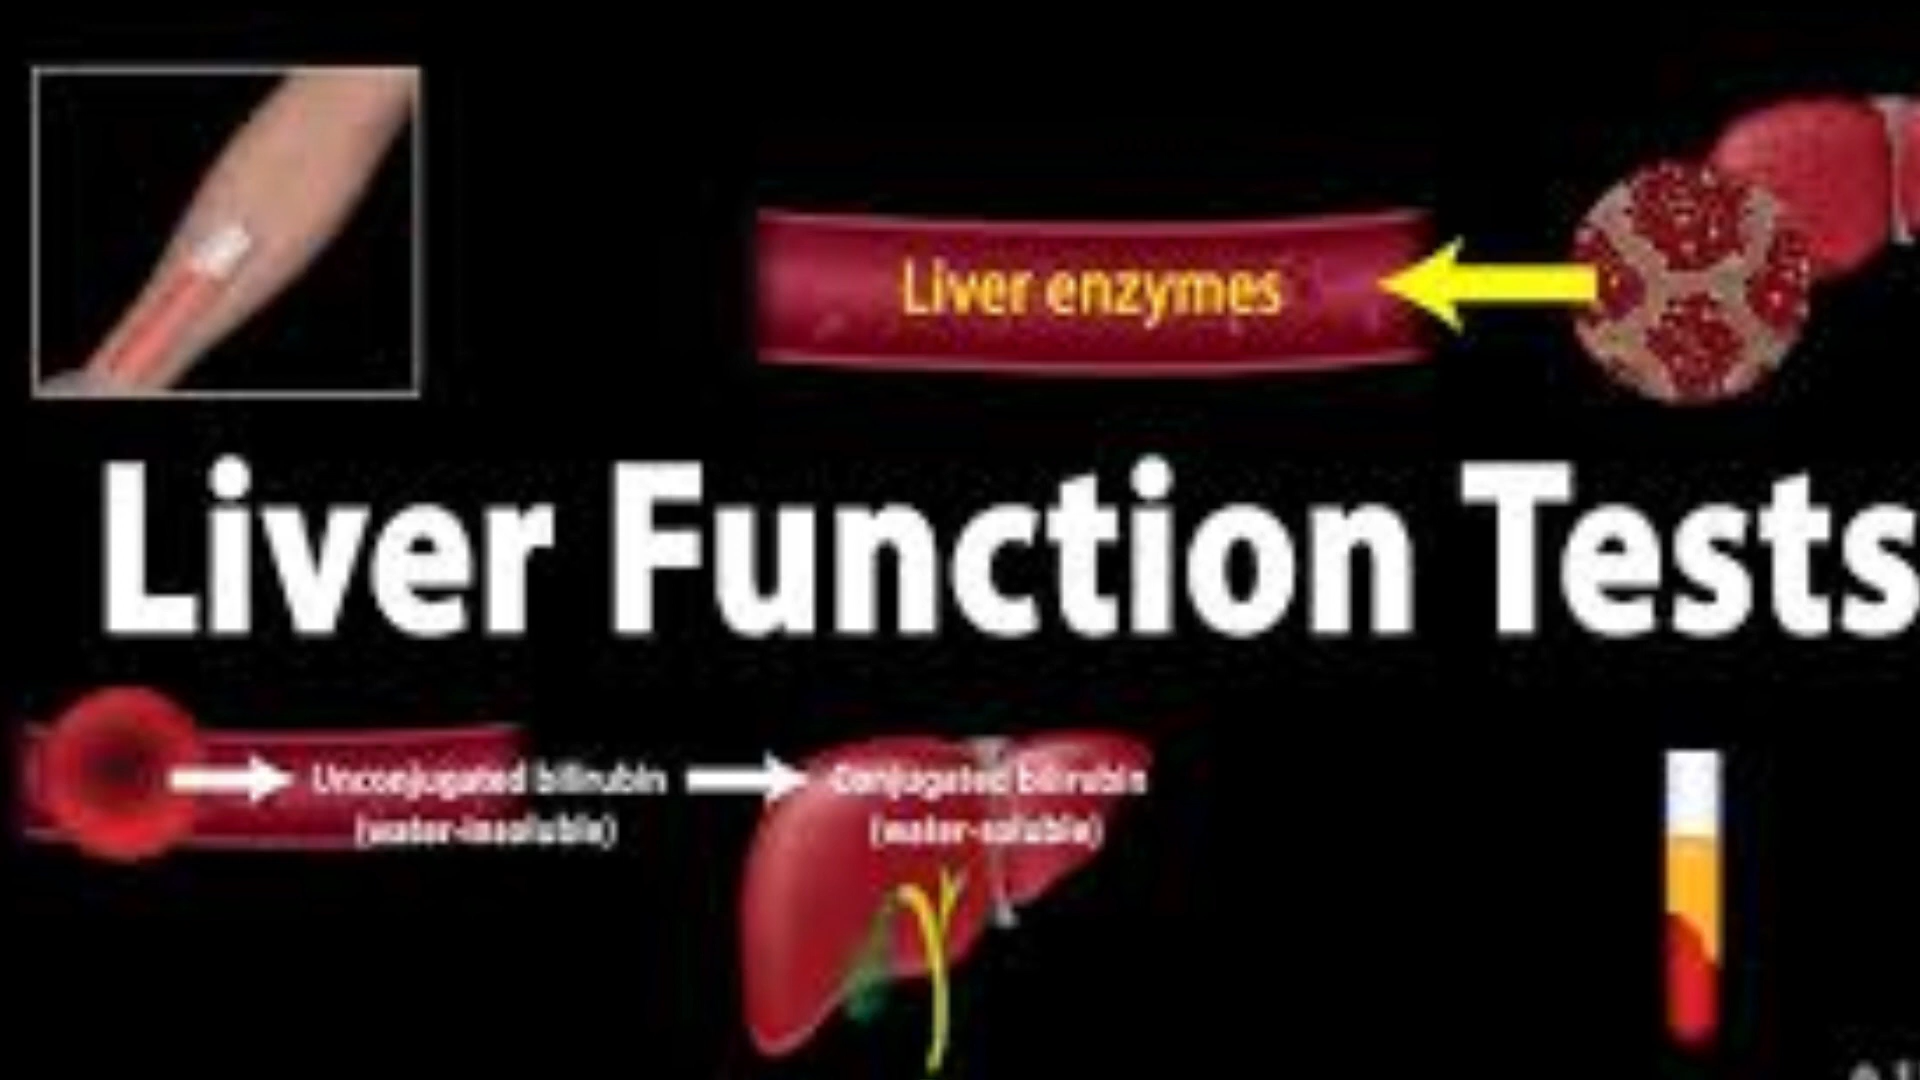 Liver enzymes
Liver Function Tests
Unconjugated bilirubin
(water-insoluble)
Conjugated bilirubin
(water-soluble)